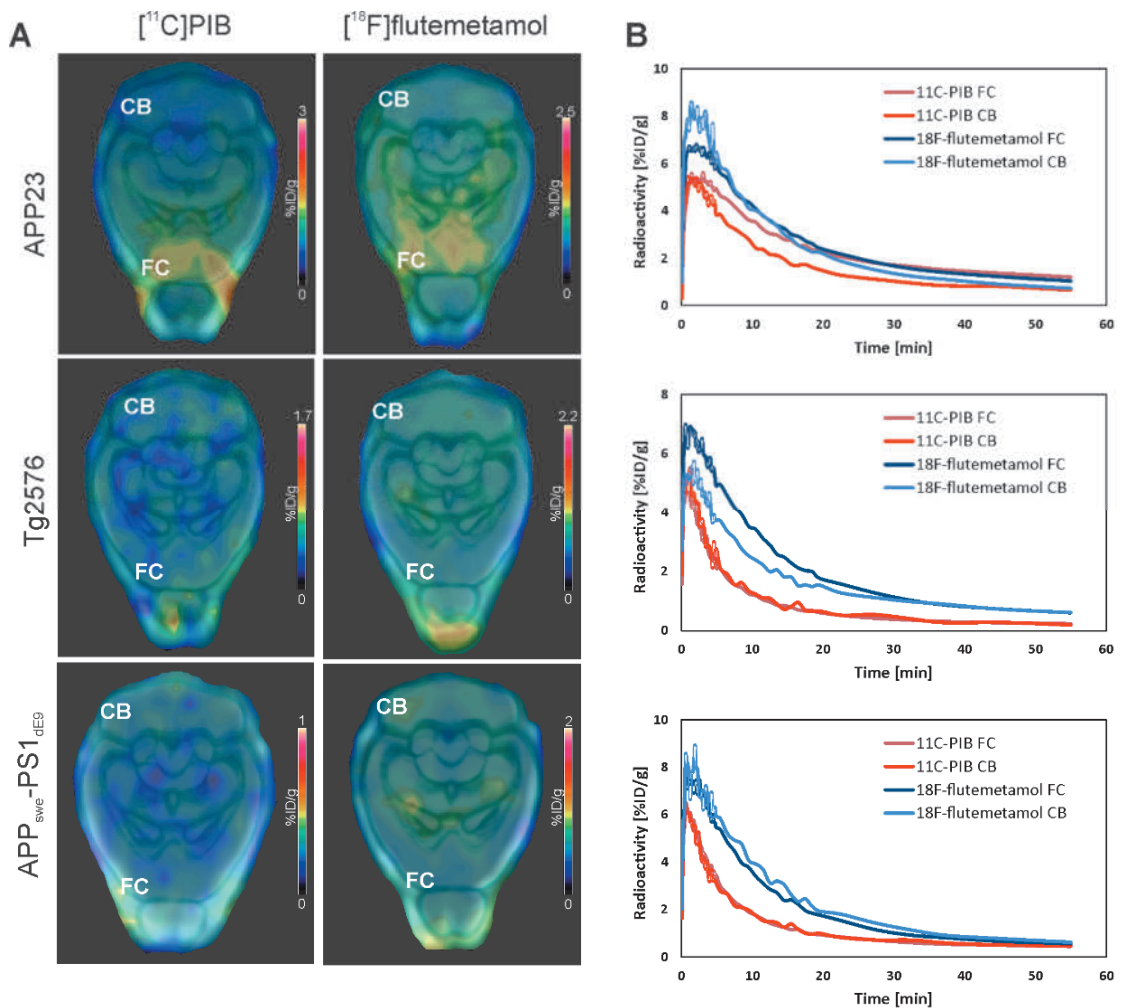 A
[¹¹C]PIB
[¹⁸F]flutemetamol
B
APP23
CB
FC
3
%ID/g
0
CB
FC
2.5
%ID/g
0
Tg2576
CB
FC
1.7
%ID/g
0
CB
FC
2.2
%ID/g
0
APPswe-PS1dE9
CB
FC
1
%ID/g
0
CB
FC
2
%ID/g
0
10
8
6
4
2
0
Radioactivity [%ID/g]
11C-PIB FC
11C-PIB CB
18F-flutemetamol FC
18F-flutemetamol CB
0 10 20 30 40 50 60
Time [min]
8
6
4
2
0
Radioactivity [%ID/g]
11C-PIB FC
11C-PIB CB
18F-flutemetamol FC
18F-flutemetamol CB
0 10 20 30 40 50 60
Time [min]
10
8
6
4
2
0
Radioactivity [%ID/g]
11C-PIB FC
11C-PIB CB
18F-flutemetamol FC
18F-flutemetamol CB
0 10 20 30 40 50 60
Time [min]